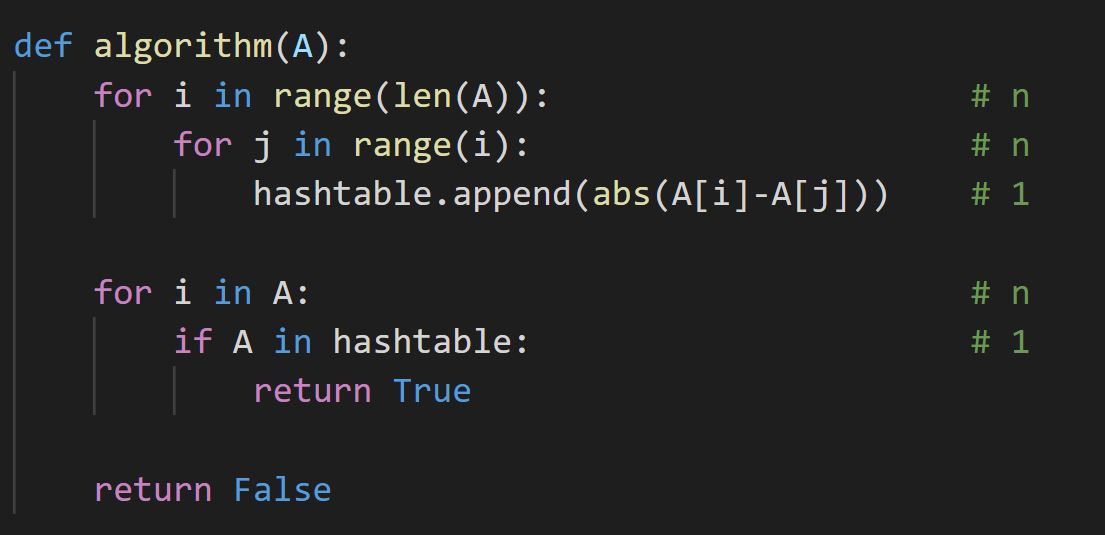 def algorithm(A):
    for i in range(len(A)):                     # n
        for j in range(i):                      # n
            hashtable.append(abs(A[i]-A[j]))    # 1

    for i in A:                                 # n
        if A in hashtable:                      # 1
            return True

    return False